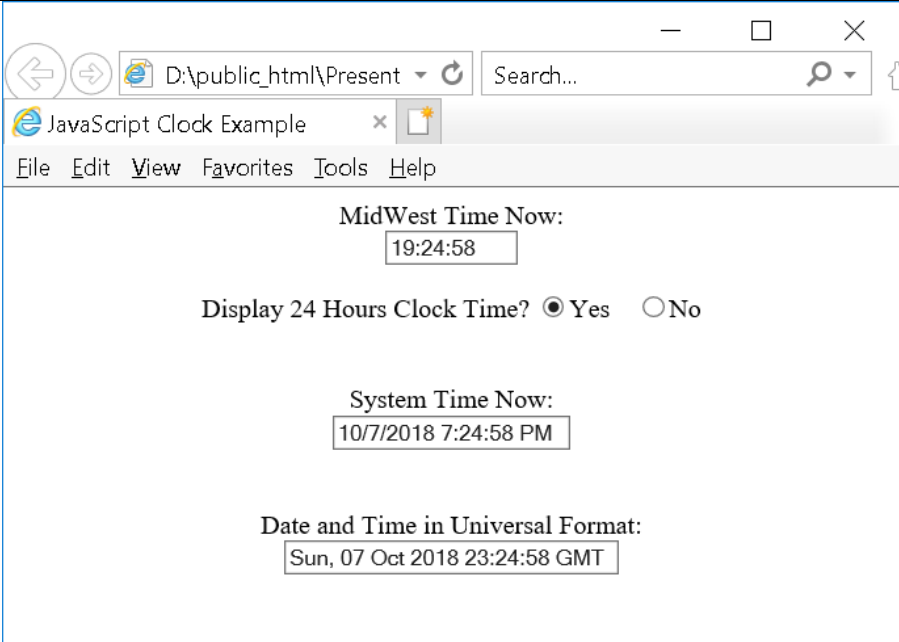 D:\public_html\Present
Search...
JavaScript Clock Example
File Edit View Favorites Tools Help
MidWest Time Now:
19:24:58
Display 24 Hours Clock Time? Yes No
System Time Now:
10/7/2018 7:24:58 PM
Date and Time in Universal Format:
Sun, 07 Oct 2018 23:24:58 GMT